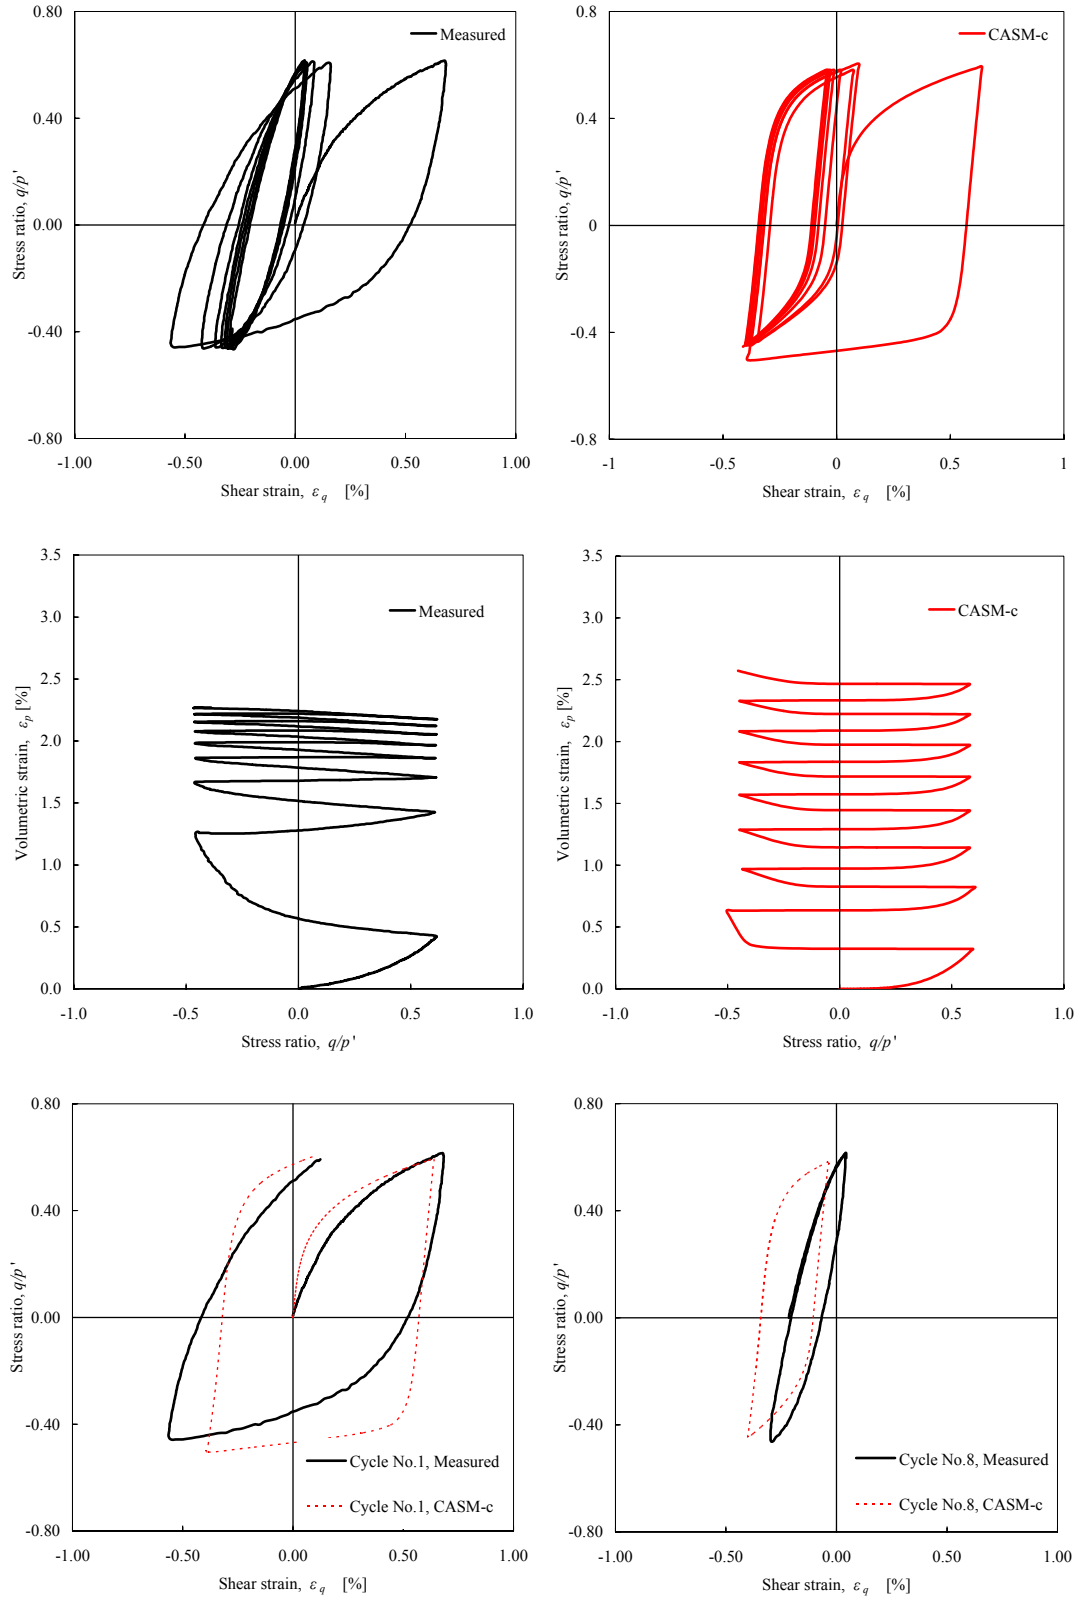 0.80
Measured
0.40
0.00
-0.40
-0.80
-1.00 -0.50 0.00 0.50 1.00
Stress ratio, q/p'
Shear strain, εq [%]
0.8
CASM-c
0.4
0
-0.4
-0.8
-1 -0.5 0 0.5 1
Stress ratio, q/p'
Shear strain, εq [%]
3.5
3.0
Measured
2.5
2.0
1.5
1.0
0.5
0.0
-1.0 -0.5 0.0 0.5 1.0
Volumetric strain, εp [%]
Stress ratio, q/p'
3.5
3.0
CASM-c
2.5
2.0
1.5
1.0
0.5
0.0
-1.0 -0.5 0.0 0.5 1.0
Volumetric strain, εp [%]
Stress ratio, q/p'
0.80
0.40
0.00
-0.40
Cycle No.1, Measured
Cycle No.1, CASM-c
-0.80
-1.00 -0.50 0.00 0.50 1.00
Stress ratio, q/p'
Shear strain, εq [%]
0.80
0.40
0.00
-0.40
Cycle No.8, Measured
Cycle No.8, CASM-c
-0.80
-1.00 -0.50 0.00 0.50 1.00
Stress ratio, q/p'
Shear strain, εq [%]